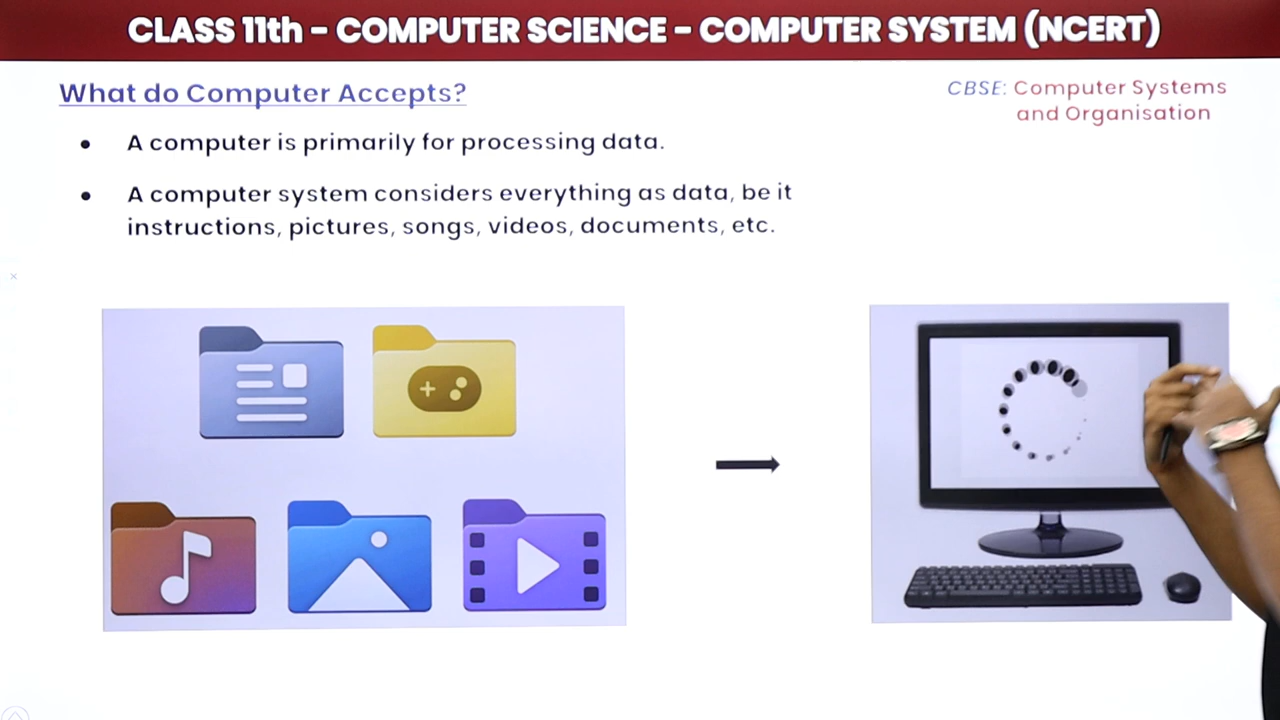 CLASS 11th - COMPUTER SCIENCE - COMPUTER SYSTEM (NCERT)
What do Computer Accepts?
CBSE: Computer Systems
and Organisation
• A computer is primarily for processing data.
• A computer system considers everything as data, be it
instructions, pictures, songs, videos, documents, etc.